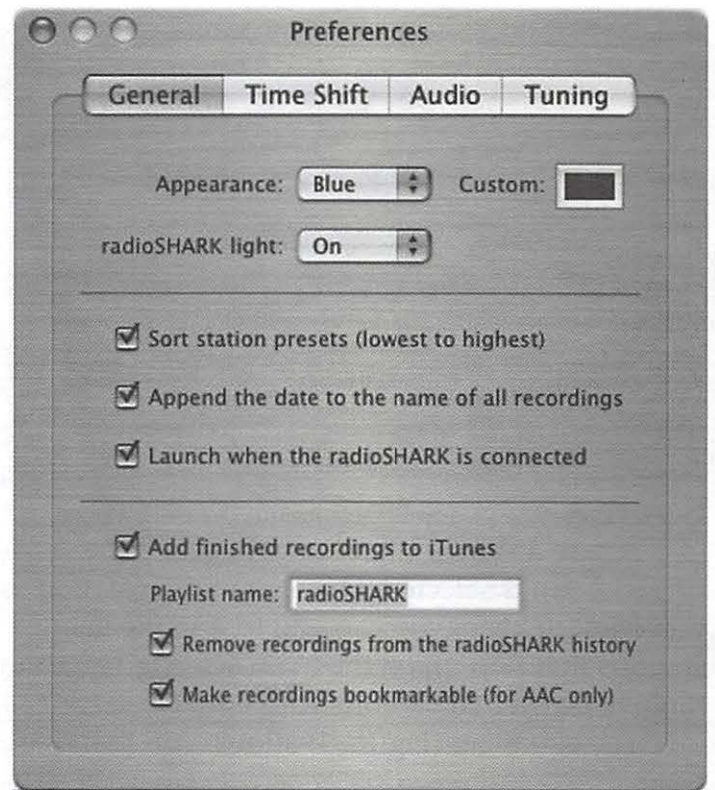 Preferences
General Time Shift Audio Tuning
Appearance: Blue Custom:
radioSHARK light: On
Sort station presets (lowest to highest)
Append the date to the name of all recordings
Launch when the radioSHARK is connected
Add finished recordings to iTunes
Playlist name: radioSHARK
Remove recordings from the radioSHARK history
Make recordings bookmarkable (for AAC only)